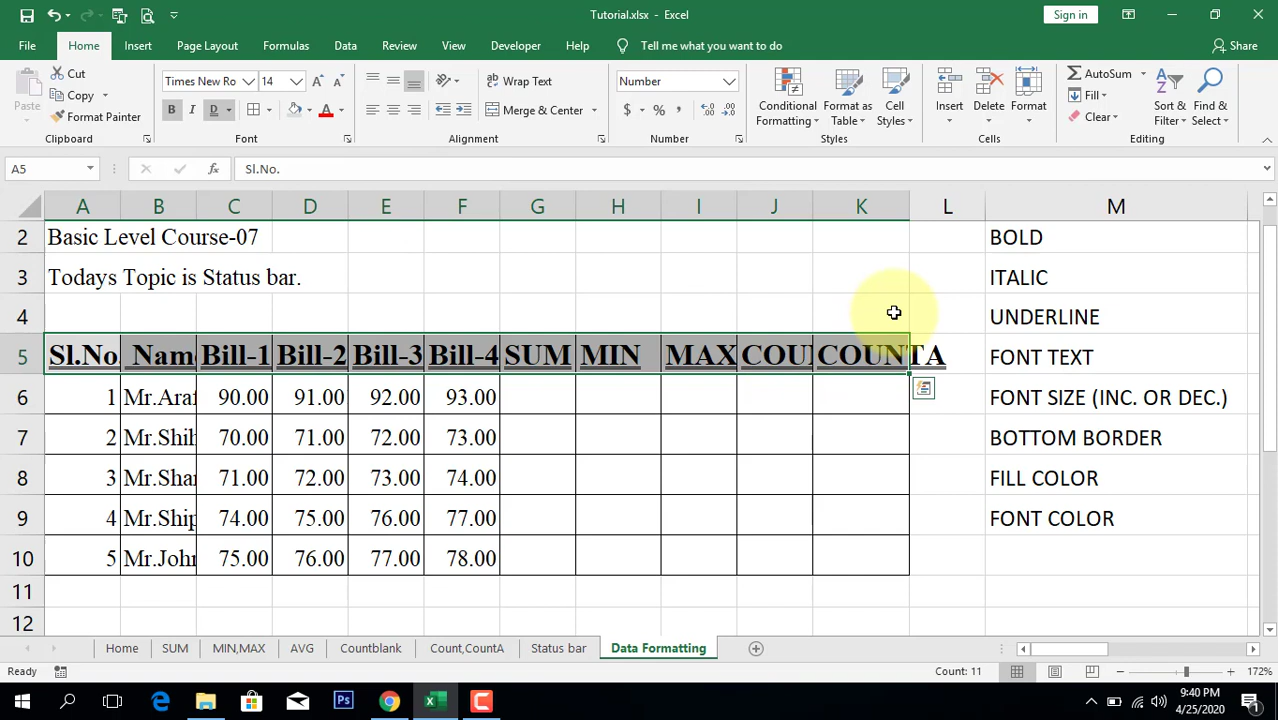 Tutorial.xlsx - Excel
Sign in
File Home Insert Page Layout Formulas Data Review View Developer Help Tell me what you want to do Share
Paste
Cut
Copy
Format Painter
Clipboard
Times New Ro 14
B I D
Font
Wrap Text
Merge & Center
Alignment
Number
$ % ,
Number
Conditional Formatting
Format as Table
Cell Styles
Styles
Insert Delete Format
Cells
AutoSum
Fill
Clear
Sort & Filter
Find & Select
Editing
A5 fx Sl.No.
A B C D E F G H I J K L M
2 Basic Level Course-07 BOLD
3 Todays Topic is Status bar. ITALIC
4 UNDERLINE
5 Sl.No. Nam Bill-1 Bill-2 Bill-3 Bill-4 SUM MIN MAX COU COUNTA FONT TEXT
6 1 Mr.Araf 90.00 91.00 92.00 93.00 FONT SIZE (INC. OR DEC.)
7 2 Mr.Shih 70.00 71.00 72.00 73.00 BOTTOM BORDER
8 3 Mr.Shar 71.00 72.00 73.00 74.00 FILL COLOR
9 4 Mr.Ship 74.00 75.00 76.00 77.00 FONT COLOR
10 5 Mr.John 75.00 76.00 77.00 78.00
11
12
Home SUM MIN,MAX AVG Countblank Count,CountA Status bar Data Formatting
Ready Count: 11 172%
9:40 PM
4/25/2020